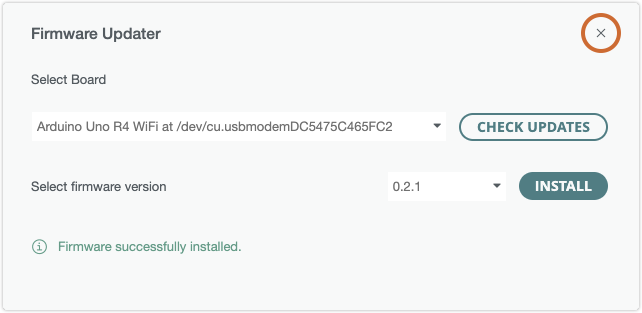 Firmware Updater
Select Board
Arduino Uno R4 WiFi at /dev/cu.usbmodemDC5475C465FC2
CHECK UPDATES
Select firmware version
0.2.1
INSTALL
Firmware successfully installed.